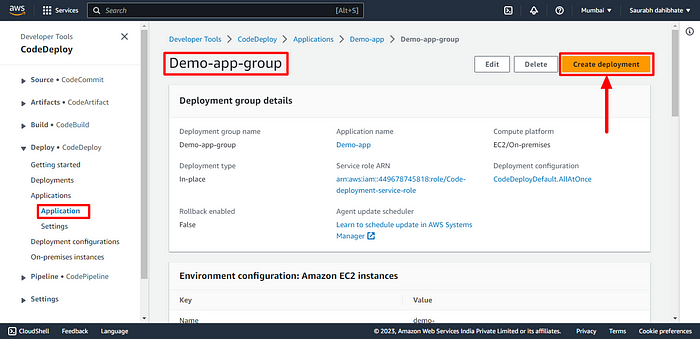 aws
Services
Search
[Alt+S]
Mumbai
Saurabh dahibhate
Developer Tools
CodeDeploy
Source • CodeCommit
Artifacts • CodeArtifact
Build • CodeBuild
Deploy • CodeDeploy
Getting started
Deployments
Applications
Application
Settings
Deployment configurations
On-premises instances
Pipeline • CodePipeline
Settings
Developer Tools > CodeDeploy > Applications > Demo-app > Demo-app-group
Demo-app-group
Edit
Delete
Create deployment
Deployment group details
Deployment group name
Demo-app-group
Application name
Demo-app
Compute platform
EC2/On-premises
Deployment type
In-place
Service role ARN
arn:aws:iam::449678745818:role/Code-
deployment-service-role
Deployment configuration
CodeDeployDefault.AllAtOnce
Rollback enabled
False
Agent update scheduler
Learn to schedule update in AWS Systems
Manager
Environment configuration: Amazon EC2 instances
Key
Value
Name
demo-
CloudShell
Feedback
Language
© 2023, Amazon Web Services India Private Limited or its affiliates.
Privacy
Terms
Cookie preferences